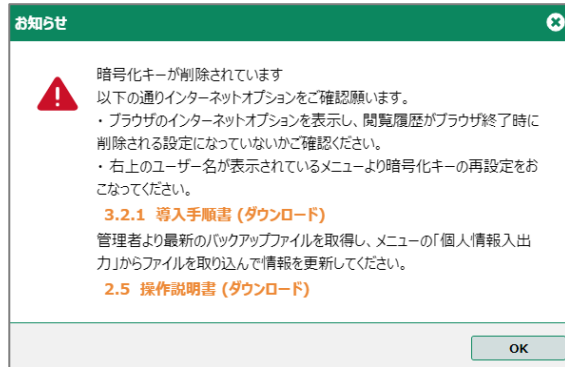 お知らせ
暗号化キーが削除されています
以下の通りインターネットオプションをご確認願います。
・ブラウザのインターネットオプションを表示し、閲覧履歴がブラウザ終了時に
削除される設定になっていないかご確認ください。
・右上のユーザー名が表示されているメニューより暗号化キーの再設定をお
こなってください。
3.2.1 導入手順書 (ダウンロード)
管理者より最新のバックアップファイルを取得し、メニューの「個人情報入出
力」からファイルを取り込んで情報を更新してください。
2.5 操作説明書 (ダウンロード)
OK